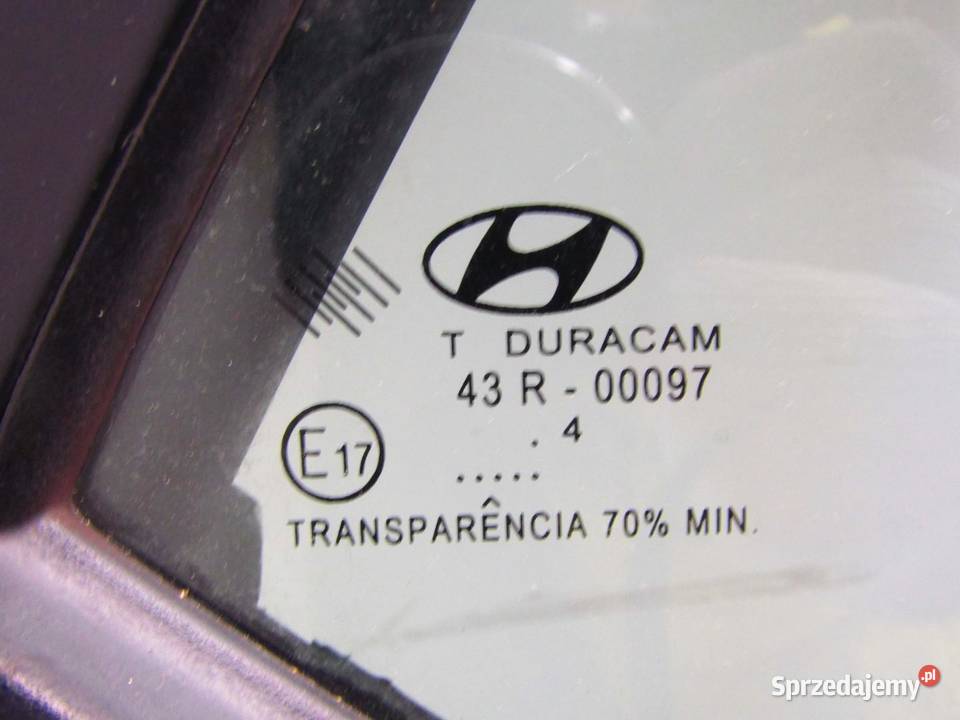 T DURACAM
43 R - 00097
. 4
E17
.....
TRANSPARÊNCIA 70% MIN.
Sprzedajemy.pl